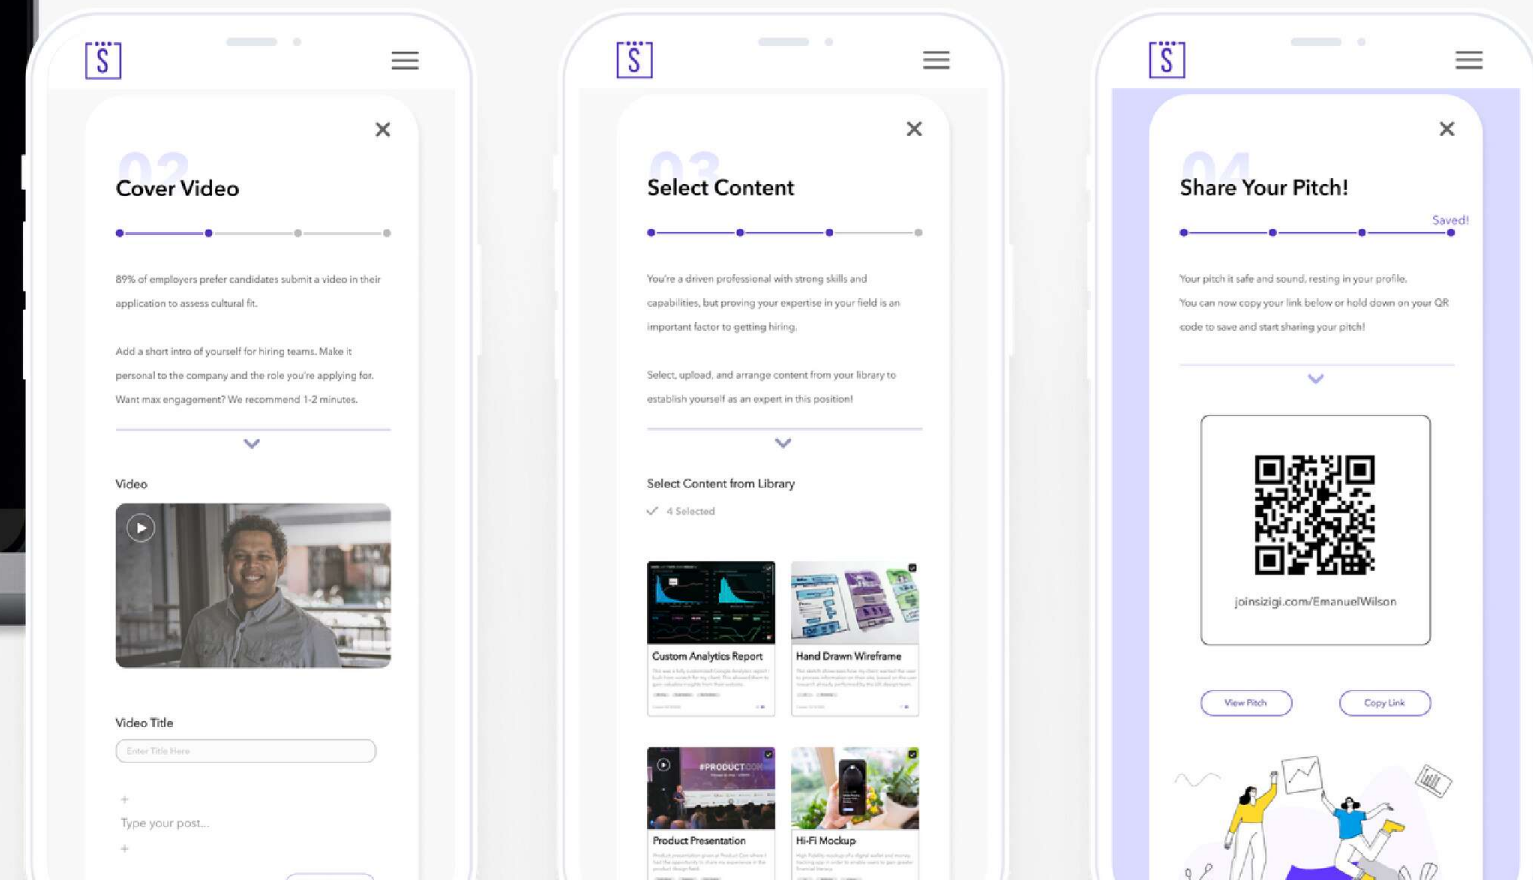 S
02
Cover Video
89% of employers prefer candidates submit a video in their
application to assess cultural fit.
Add a short intro of yourself for hiring teams. Make it
personal to the company and the role you're applying for.
Want max engagement? We recommend 1-2 minutes.
Video
Video Title
Enter Title Here
+
Type your post...
+
S
03
Select Content
You're a driven professional with strong skills and
capabilities, but proving your expertise in your field is an
important factor to getting hiring.
Select, upload, and arrange content from your library to
establish yourself as an expert in this position!
Select Content from Library
4 Selected
Custom Analytics Report
Hand Drawn Wireframe
#PRODUCTCON
Product Presentation
Hi-Fi Mockup
S
04
Share Your Pitch!
Saved!
Your pitch it safe and sound, resting in your profile.
You can now copy your link below or hold down on your QR
code to save and start sharing your pitch!
joinsizigi.com/EmanuelWilson
View Pitch
Copy Link